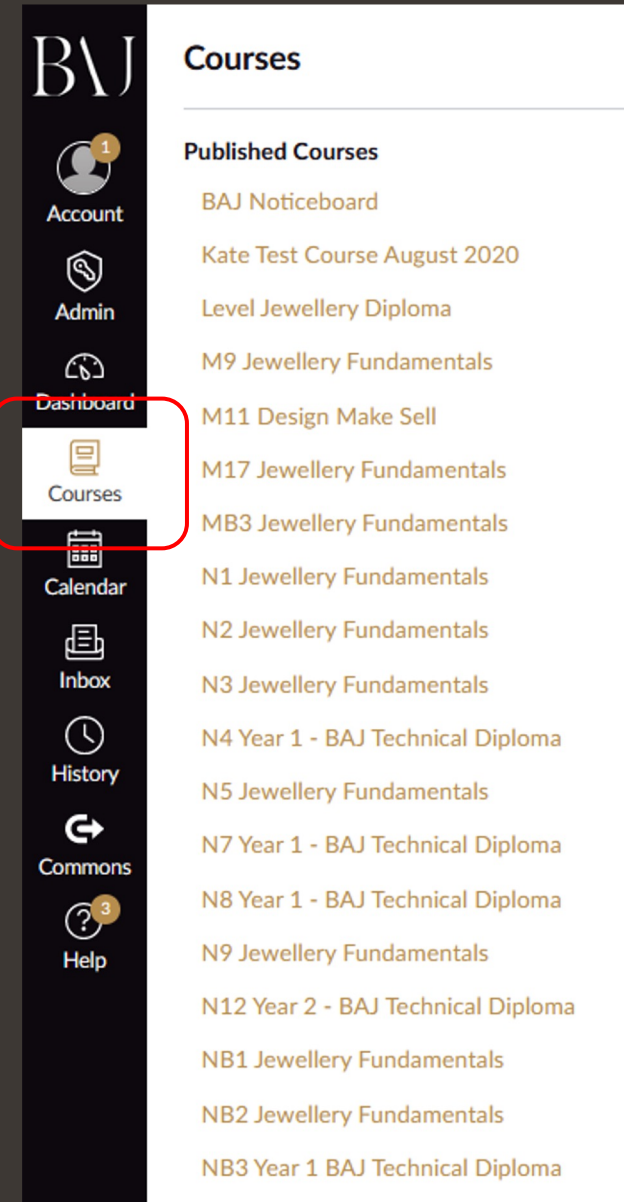 BAJ
1
Account
Admin
Dashboard
Courses
Calendar
Inbox
History
Commons
3
Help
Courses
Published Courses
BAJ Noticeboard
Kate Test Course August 2020
Level Jewellery Diploma
M9 Jewellery Fundamentals
M11 Design Make Sell
M17 Jewellery Fundamentals
MB3 Jewellery Fundamentals
N1 Jewellery Fundamentals
N2 Jewellery Fundamentals
N3 Jewellery Fundamentals
N4 Year 1 - BAJ Technical Diploma
N5 Jewellery Fundamentals
N7 Year 1 - BAJ Technical Diploma
N8 Year 1 - BAJ Technical Diploma
N9 Jewellery Fundamentals
N12 Year 2 - BAJ Technical Diploma
NB1 Jewellery Fundamentals
NB2 Jewellery Fundamentals
NB3 Year 1 BAJ Technical Diploma